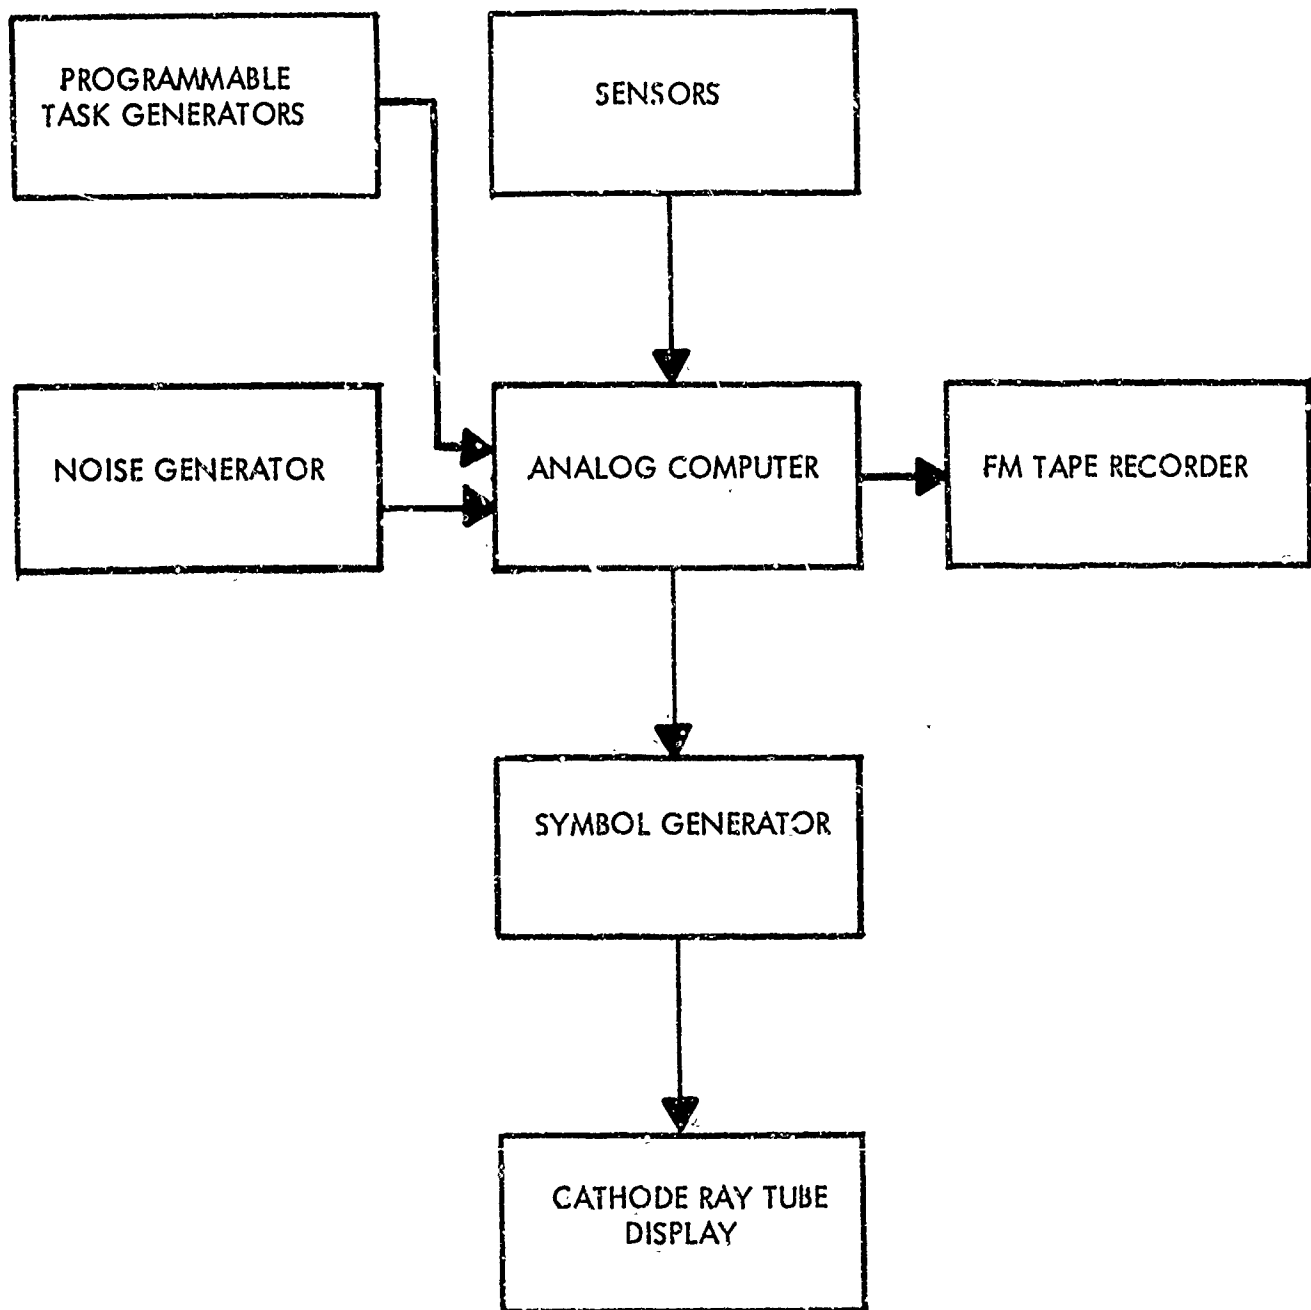 PROGRAMMABLE
TASK GENERATORS
SENSORS
NOISE GENERATOR
ANALOG COMPUTER
FM TAPE RECORDER
SYMBOL GENERATOR
CATHODE RAY TUBE
DISPLAY